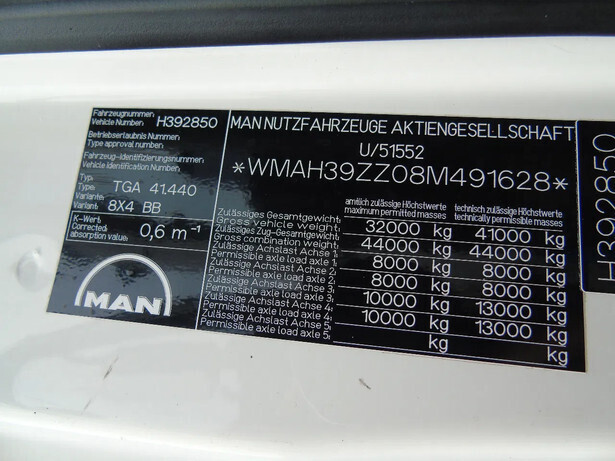 Fahrzeugnummer:
Vehicle Number: H392850
Betriebserlaubnis Nummer:
Type approval Number:
Fahrzeug-Identifizierungsnummer:
Vehicle Identification Number:
Typ:
Type: TGA 41.440
Variante:
Variant: 8X4 BB
K-Wert:
Corrected
absorption value: 0,6 m⁻¹
MAN
MAN NUTZFAHRZEUGE AKTIENGESELLSCHAFT
U/51552
*WMAH39ZZ08M491628*
amtlich zulässige Höchstwerte technisch zulässige Höchstwerte
maximum permitted masses technically permissible masses
Zulässiges Gesamtgewicht:
Gross vehicle weight: 32000 kg 41000 kg
Zulässiges Zug-Gesamtgewicht:
Gross combination weight: 44000 kg 44000 kg
Zulässige Achslast Achse 1:
Permissible axle load axle 1: 8000 kg 8000 kg
Zulässige Achslast Achse 2:
Permissible axle load axle 2: 8000 kg 8000 kg
Zulässige Achslast Achse 3:
Permissible axle load axle 3: 10000 kg 13000 kg
Zulässige Achslast Achse 4:
Permissible axle load axle 4: 10000 kg 13000 kg
Zulässige Achslast Achse 5:
Permissible axle load axle 5: kg kg
H392850